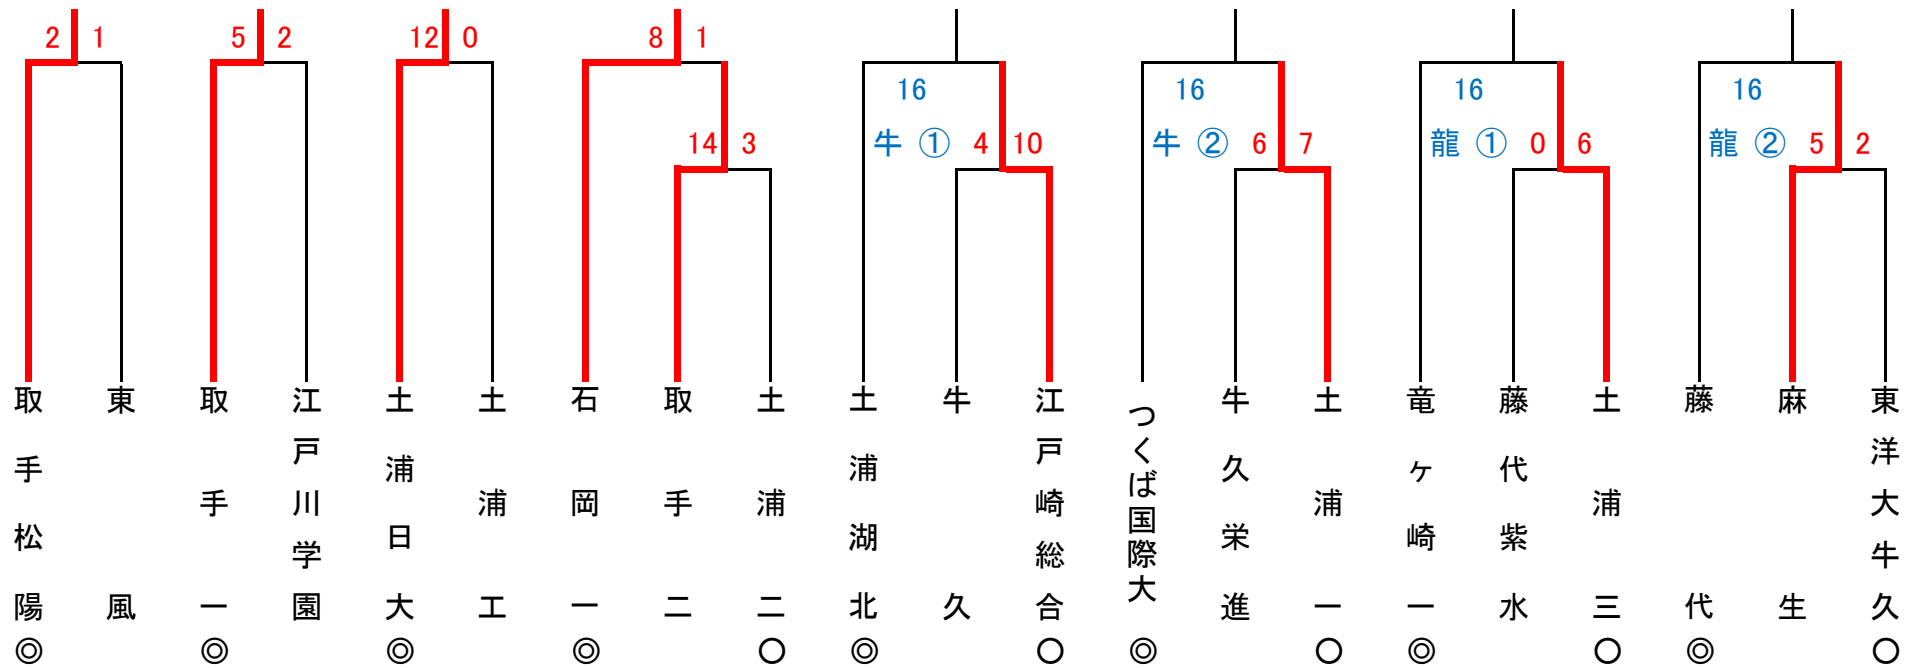 2 1
5 2
12 0
8 1
16
16
16
16
14 3
牛 ① 4 10
牛 ② 6 7
龍 ① 0 6
龍 ② 5 2
取手松陽
東風
取手一
江戸川学園
土浦日大
土浦工
石岡一
取手二
土浦二
土浦湖北
牛久
江戸崎総合
つくば国際大
牛久栄進
土浦一
竜ヶ崎一
藤代紫水
土浦三
藤代
麻生
東洋大牛久
◎ ◎ ◎ ◎ ○ ◎ ○ ◎ ○ ◎ ○ ◎ ○